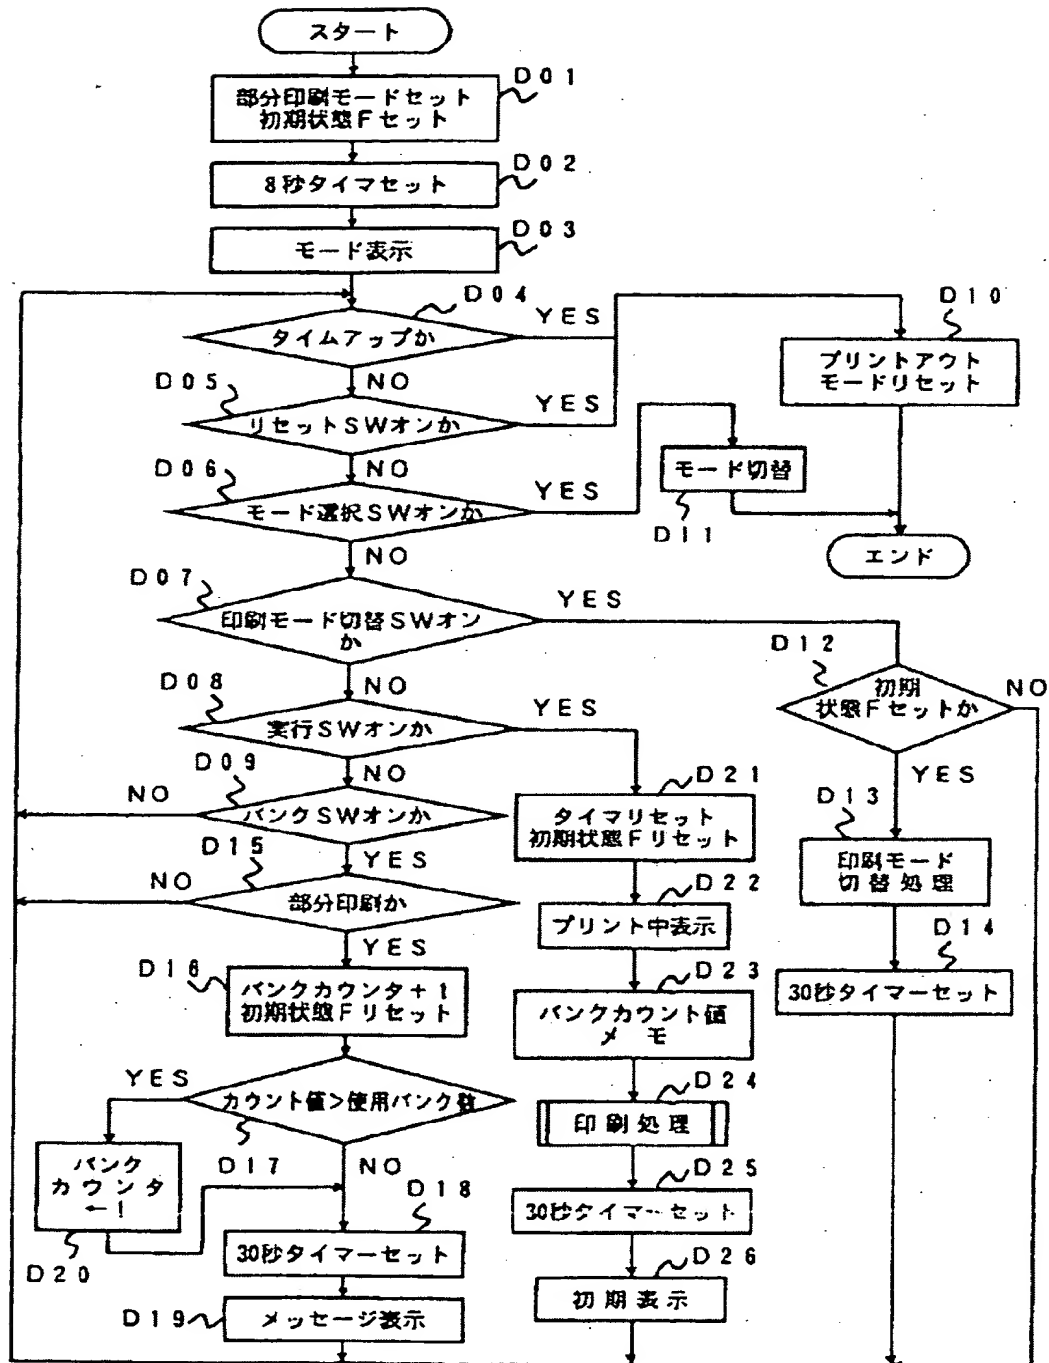 スタート
D01
部分印刷モードセット
初期状態Fセット
D02
8秒タイマセット
D03
モード表示
D04
タイムアップか
YES
D10
プリントアウト
モードリセット
NO
D05
リセットSWオンか
YES
NO
D06
モード選択SWオンか
YES
モード切替
D11
エンド
NO
D07
印刷モード切替SWオン
か
YES
D12
初期
状態Fセットか
NO
NO
D08
実行SWオンか
YES
YES
NO
D09
バンクSWオンか
NO
D21
タイマリセット
初期状態Fリセット
D13
印刷モード
切替処理
YES
D15
部分印刷か
NO
D22
プリント中表示
D14
30秒タイマーセット
YES
D16
バンクカウンタ+1
初期状態Fリセット
D23
バンクカウント値
メモ
YES
カウント値>使用バンク数
D17
D24
印刷処理
バンク
カウンタ
←1
D20
NO
D18
30秒タイマーセット
D25
30秒タイマーセット
D19
メッセージ表示
D26
初期表示